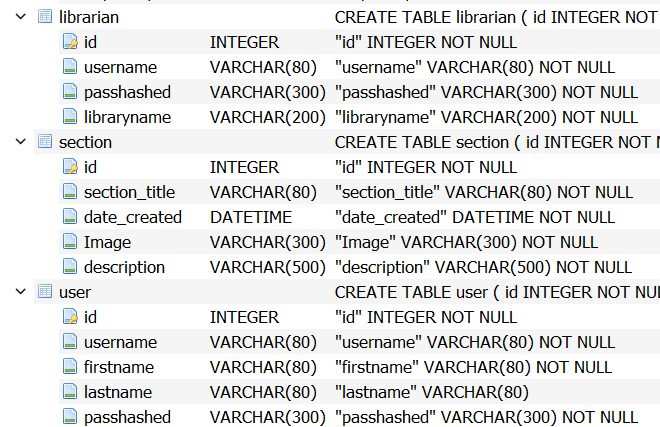 librarian CREATE TABLE librarian ( id INTEGER NOT
id INTEGER "id" INTEGER NOT NULL
username VARCHAR(80) "username" VARCHAR(80) NOT NULL
passhashed VARCHAR(300) "passhashed" VARCHAR(300) NOT NULL
libraryname VARCHAR(200) "libraryname" VARCHAR(200) NOT NULL
section CREATE TABLE section ( id INTEGER NOT
id INTEGER "id" INTEGER NOT NULL
section_title VARCHAR(80) "section_title" VARCHAR(80) NOT NULL
date_created DATETIME "date_created" DATETIME NOT NULL
Image VARCHAR(300) "Image" VARCHAR(300) NOT NULL
description VARCHAR(500) "description" VARCHAR(500) NOT NULL
user CREATE TABLE user ( id INTEGER NOT NUL
id INTEGER "id" INTEGER NOT NULL
username VARCHAR(80) "username" VARCHAR(80) NOT NULL
firstname VARCHAR(80) "firstname" VARCHAR(80) NOT NULL
lastname VARCHAR(80) "lastname" VARCHAR(80)
passhashed VARCHAR(300) "passhashed" VARCHAR(300) NOT NULL